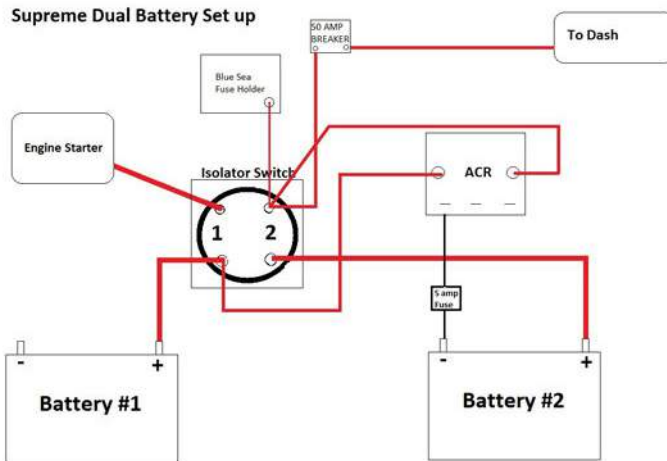 Supreme Dual Battery Set up
50 AMP
BREAKER
To Dash
Blue Sea
Fuse Holder
Engine Starter
Isolator Switch
ACR
1
2
5 amp
Fuse
-
+
-
+
Battery #1
Battery #2